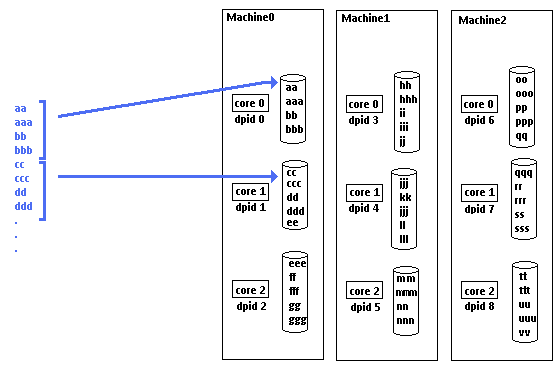 aa
aaa
bb
bbb
cc
ccc
dd
ddd
.
.
.
Machine0
core 0
dpid 0
aa
aaa
bb
bbb
core 1
dpid 1
cc
ccc
dd
ddd
ee
core 2
dpid 2
eee
ff
fff
gg
ggg
Machine1
core 0
dpid 3
hh
hhh
ii
iii
jj
core 1
dpid 4
jjj
kk
jjj
ll
lll
core 2
dpid 5
mm
mmm
nn
nnn
Machine2
core 0
dpid 6
oo
ooo
pp
ppp
qq
core 1
dpid 7
qqq
rr
rrr
ss
sss
core 2
dpid 8
tt
ttt
uu
uuu
vv